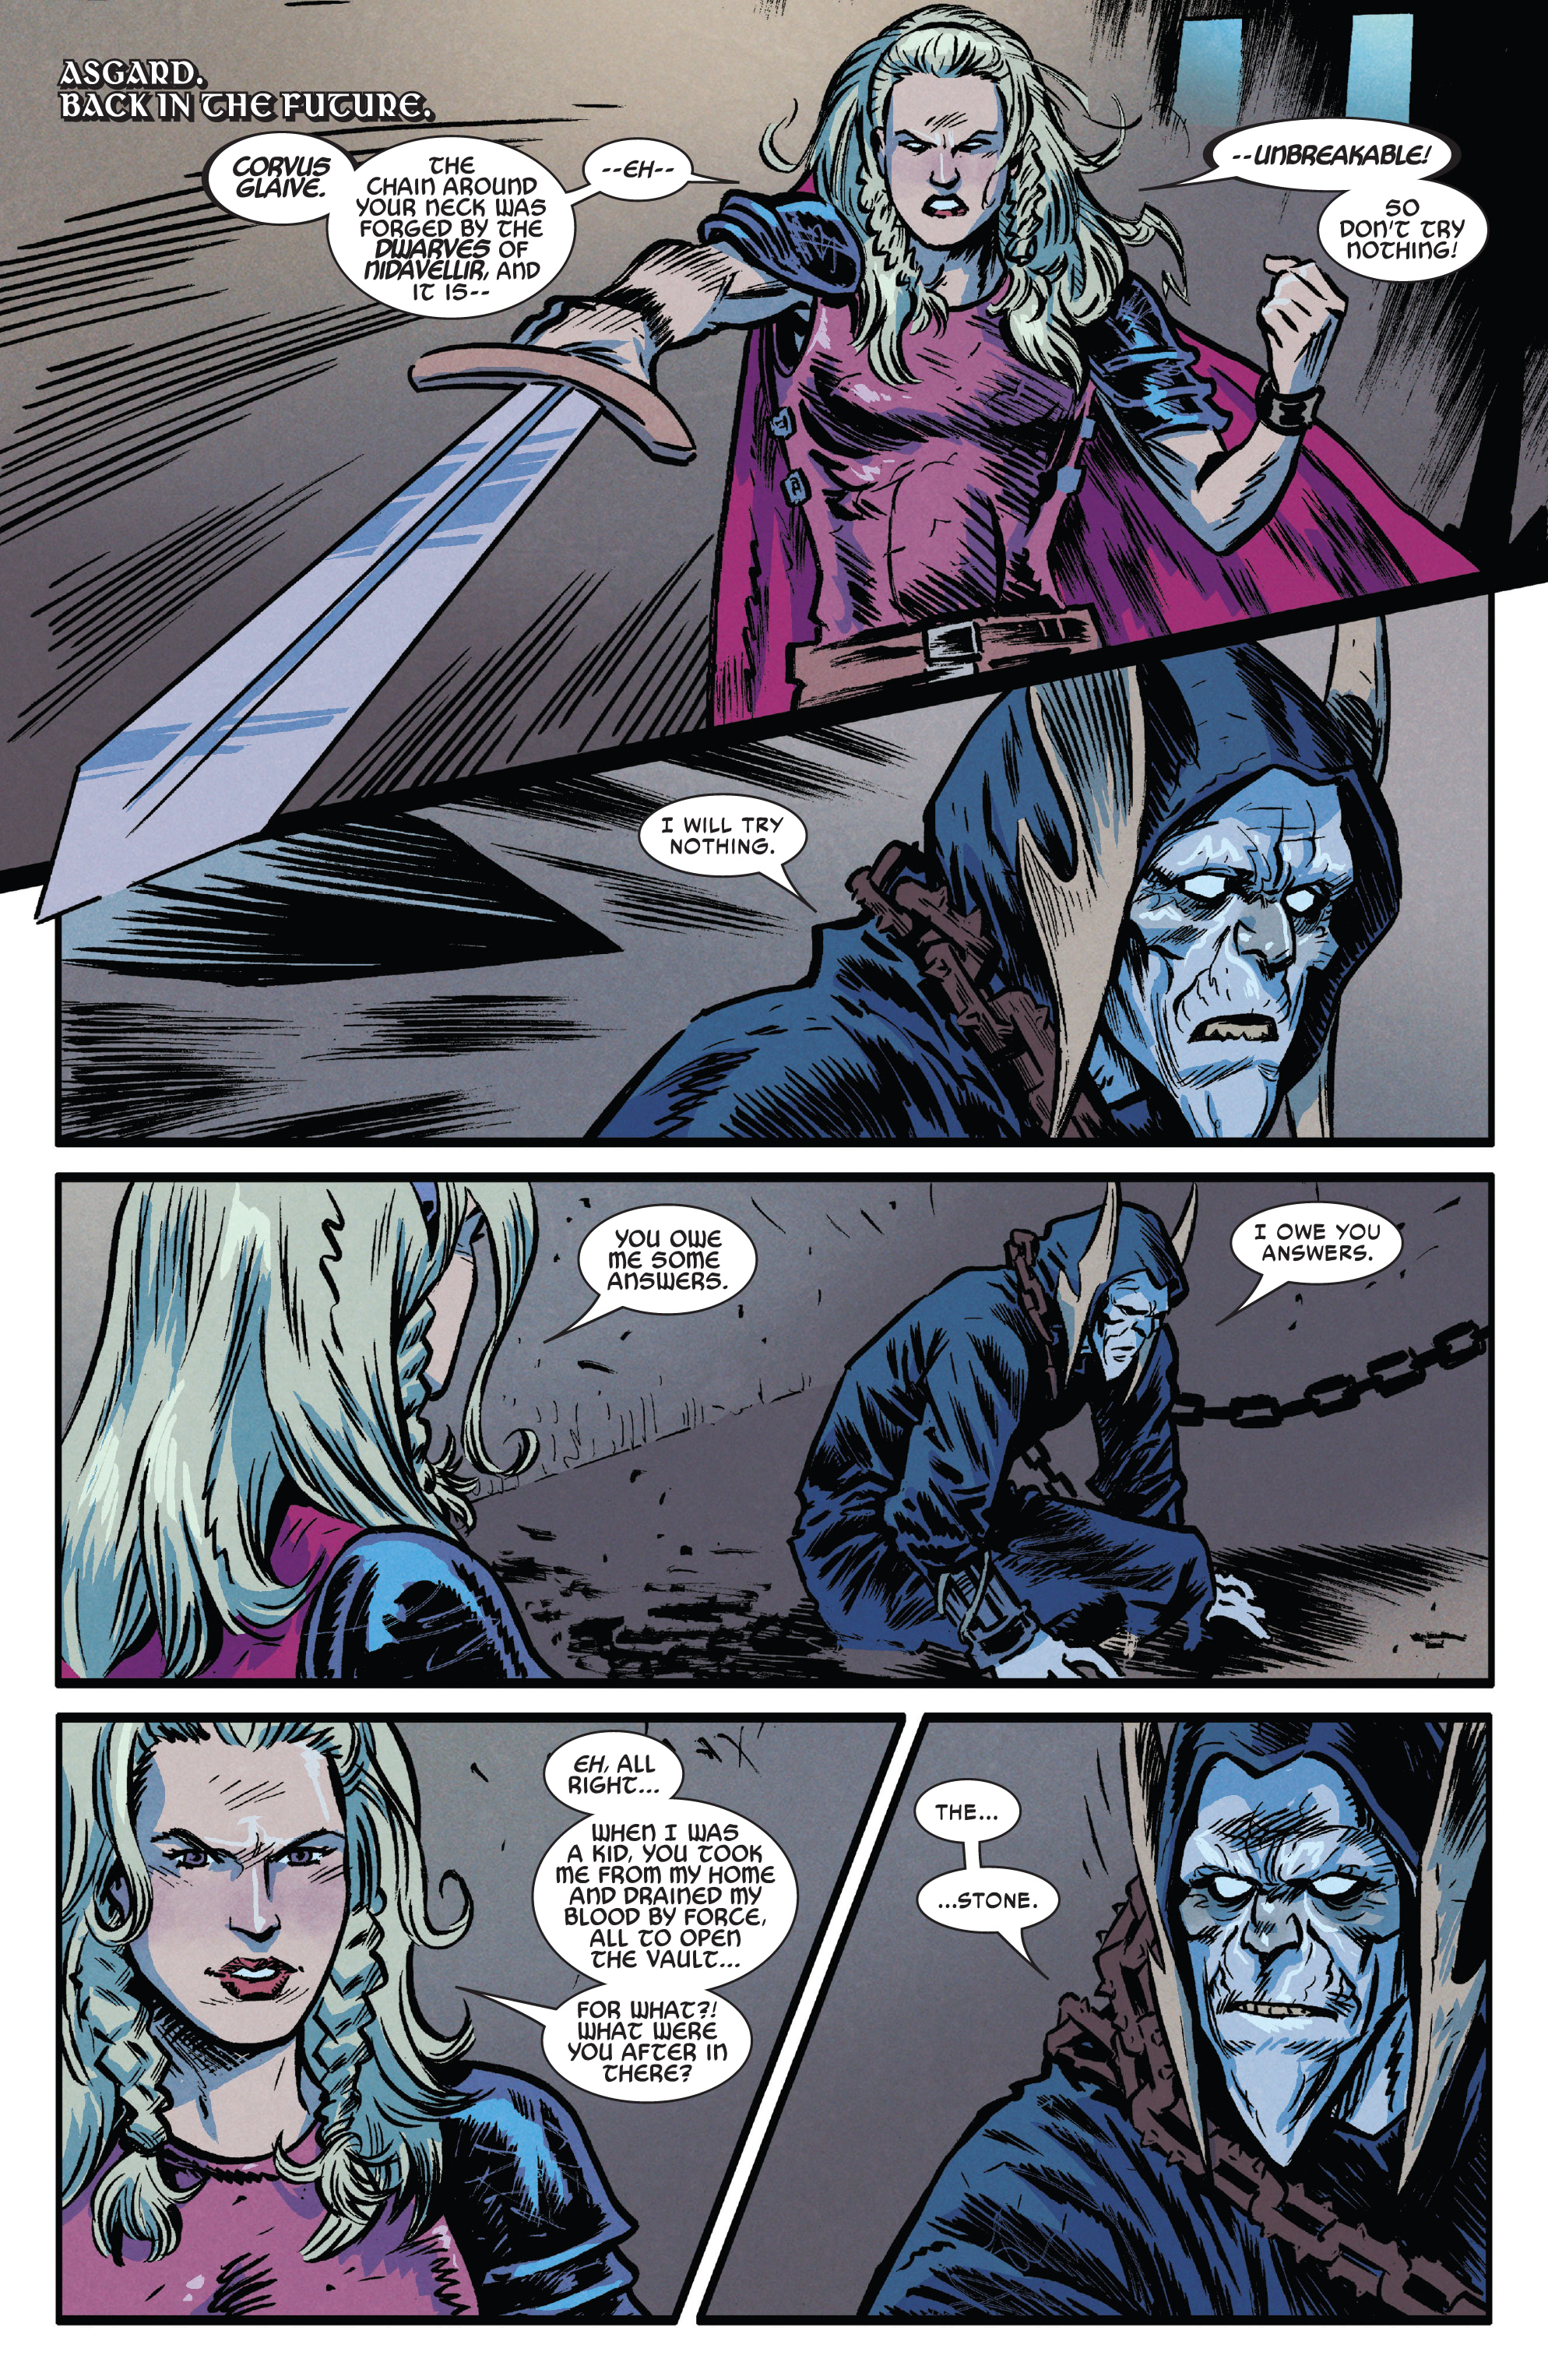 ASGARD.
BACK IN THE FUTURE.
CORVUS
GLAIVE.
THE
CHAIN AROUND
YOUR NECK WAS
FORGED BY THE
DWARVES OF
NIDAVELLIR, AND
IT IS--
--EH--
--UNBREAKABLE!
SO
DON'T TRY
NOTHING!
I WILL TRY
NOTHING.
YOU OWE
ME SOME
ANSWERS.
I OWE YOU
ANSWERS.
EH, ALL
RIGHT...
WHEN I WAS
A KID, YOU TOOK
ME FROM MY HOME
AND DRAINED MY
BLOOD BY FORCE,
ALL TO OPEN
THE VAULT...
FOR WHAT?!
WHAT WERE
YOU AFTER IN
THERE?
THE...
...STONE.